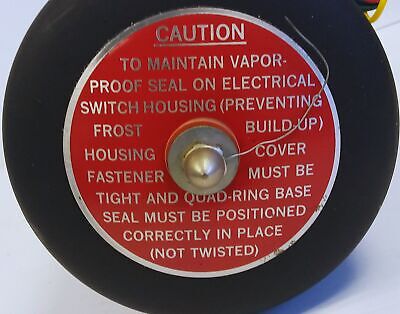 CAUTION
TO MAINTAIN VAPOR-
PROOF SEAL ON ELECTRICAL
SWITCH HOUSING (PREVENTING
FROST BUILD-UP)
HOUSING COVER
FASTENER MUST BE
TIGHT AND QUAD-RING BASE
SEAL MUST BE POSITIONED
CORRECTLY IN PLACE
(NOT TWISTED)